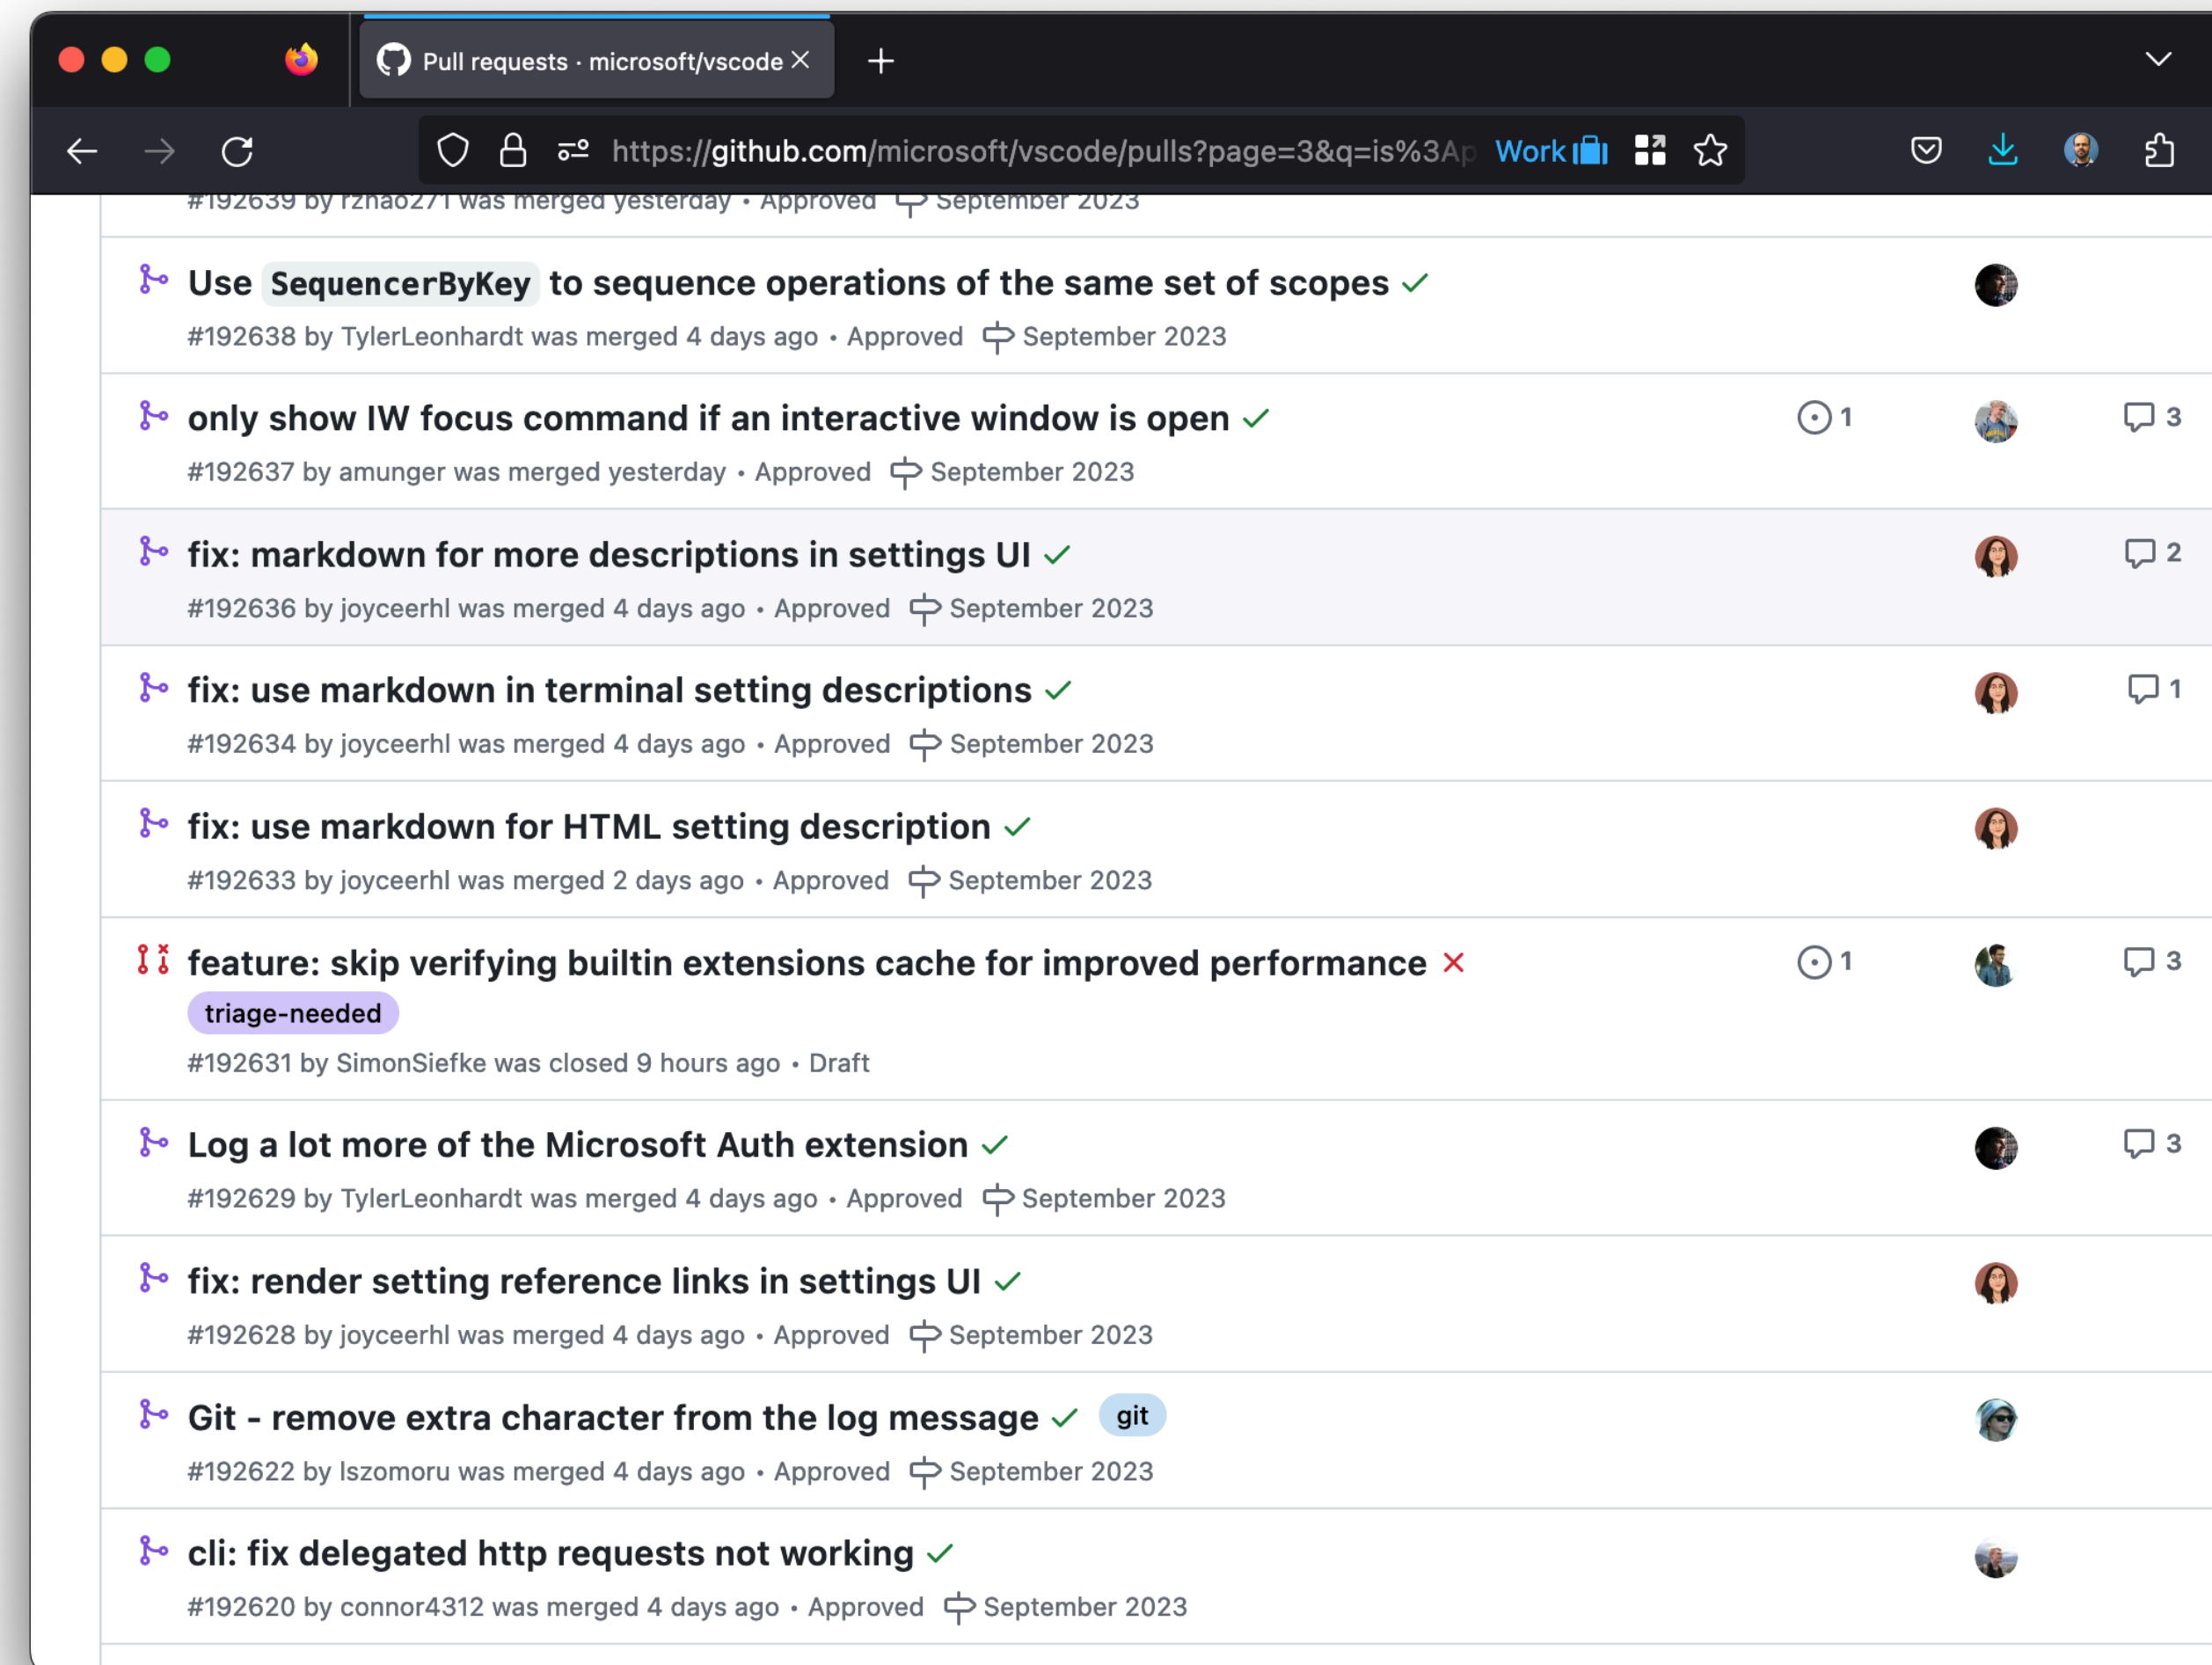 Pull requests · microsoft/vscode
https://github.com/microsoft/vscode/pulls?page=3&q=is%3Ap Work
#192639 by rzhao271 was merged yesterday • Approved September 2023
Use SequencerByKey to sequence operations of the same set of scopes
#192638 by TylerLeonhardt was merged 4 days ago • Approved September 2023
only show IW focus command if an interactive window is open 1 3
#192637 by amunger was merged yesterday • Approved September 2023
fix: markdown for more descriptions in settings UI 2
#192636 by joyceerhl was merged 4 days ago • Approved September 2023
fix: use markdown in terminal setting descriptions 1
#192634 by joyceerhl was merged 4 days ago • Approved September 2023
fix: use markdown for HTML setting description
#192633 by joyceerhl was merged 2 days ago • Approved September 2023
feature: skip verifying builtin extensions cache for improved performance 1 3
triage-needed
#192631 by SimonSiefke was closed 9 hours ago • Draft
Log a lot more of the Microsoft Auth extension 3
#192629 by TylerLeonhardt was merged 4 days ago • Approved September 2023
fix: render setting reference links in settings UI
#192628 by joyceerhl was merged 4 days ago • Approved September 2023
Git - remove extra character from the log message git
#192622 by lszomoru was merged 4 days ago • Approved September 2023
cli: fix delegated http requests not working
#192620 by connor4312 was merged 4 days ago • Approved September 2023